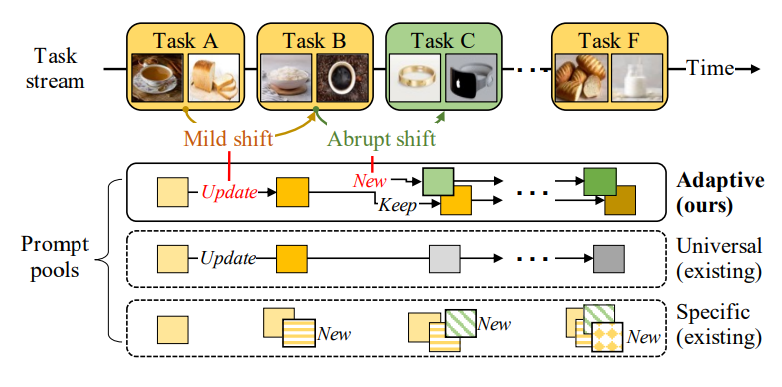 Task stream
Task A
Task B
Task C
. . .
Task F
Time
Mild shift
Abrupt shift
Prompt pools
Update
New
Keep
. . .
Adaptive
(ours)
Update
. . .
Universal
(existing)
New
New
. . .
New
Specific
(existing)